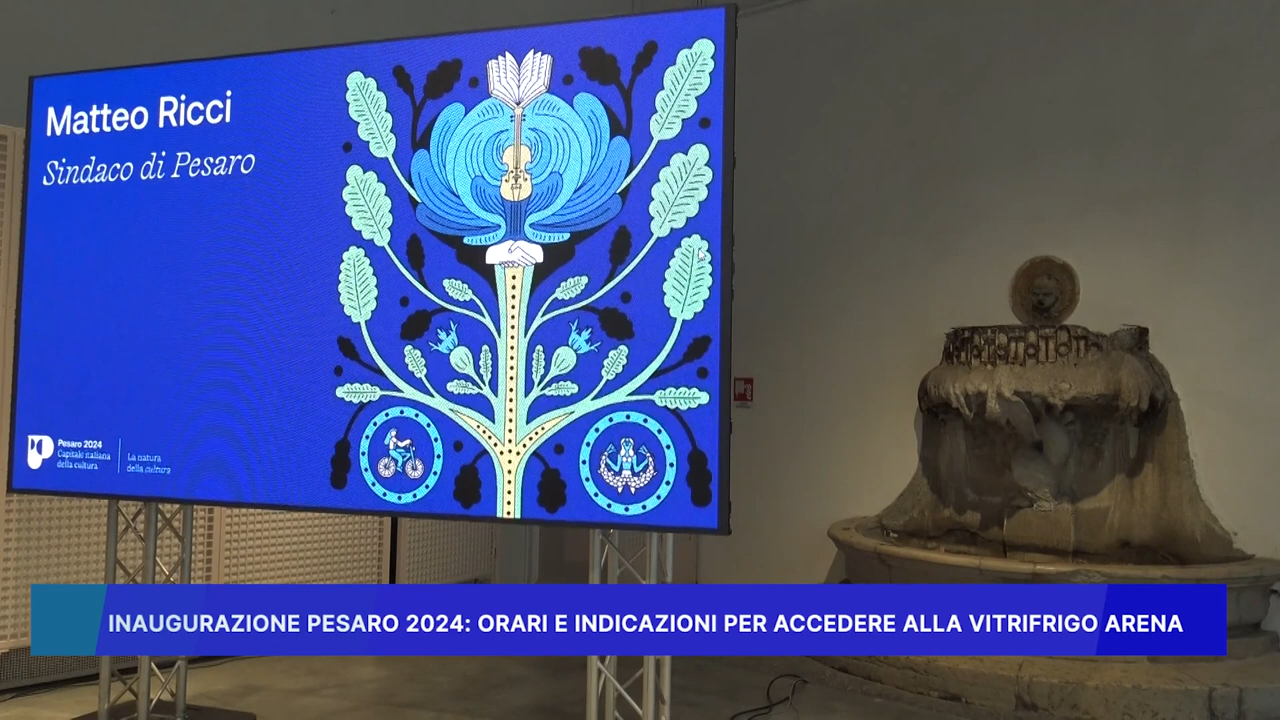 Matteo Ricci
Sindaco di Pesaro
Pesaro 2024
Capitale italiana
della cultura
La natura
della cultura
INAUGURAZIONE PESARO 2024: ORARI E INDICAZIONI PER ACCEDERE ALLA VITRIFRIGO ARENA